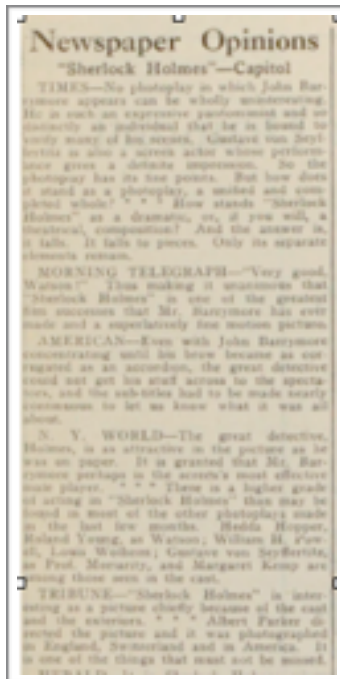 Newspaper Opinions
"Sherlock Holmes"—Capitol
TIMES—No photoplay in which John Bar-
rymore appears can be wholly uninteresting.
He is such an expressive pantomimist and so
distinctly an individual that he is bound to
vivify many of his scenes. Gustave von Seyf-
fertitz is also a screen actor whose perform-
ance gives a definite impression. So the
photoplay has its fine points. But how does
it stand as a photoplay, a unified and com-
pleted whole? * * * How stands "Sherlock
Holmes" as a dramatic, or, if you will, a
theatrical, composition? And the answer is,
it falls. It falls to pieces. Only its separate
elements remain.
MORNING TELEGRAPH—"Very good,
Watson!" Thus making it unanimous that
"Sherlock Holmes" is one of the greatest
film successes that Mr. Barrymore has ever
made and a superlatively fine motion picture.
AMERICAN—Even with John Barrymore
concentrating until his brow became as cor-
rugated as an accordion, the great detective
could not get his stuff across to the specta-
tors, and the sub-titles had to be made nearly
continuous to let us know what it was all
about.
N. Y. WORLD—The great detective,
Holmes, is as attractive in the picture as he
was on paper. It is granted that Mr. Bar-
rymore perhaps is the screen's most effective
male player. * * * There is a higher grade
of acting in "Sherlock Holmes" than may be
found in most of the other photoplays made
in the last few months. Hedda Hopper,
Roland Young, as Watson; William H. Pow-
ell, Louis Wolheim; Gustave von Seyffertitz,
as Prof. Moriarity, and Margaret Kemp are
among those seen in the cast.
TRIBUNE—"Sherlock Holmes" is inter-
esting as a picture chiefly because of the cast
and the exteriors. * * * Albert Parker di-
rected the picture and it was photographed
in England, Switzerland and in America. It
is one of the things that must not be missed.